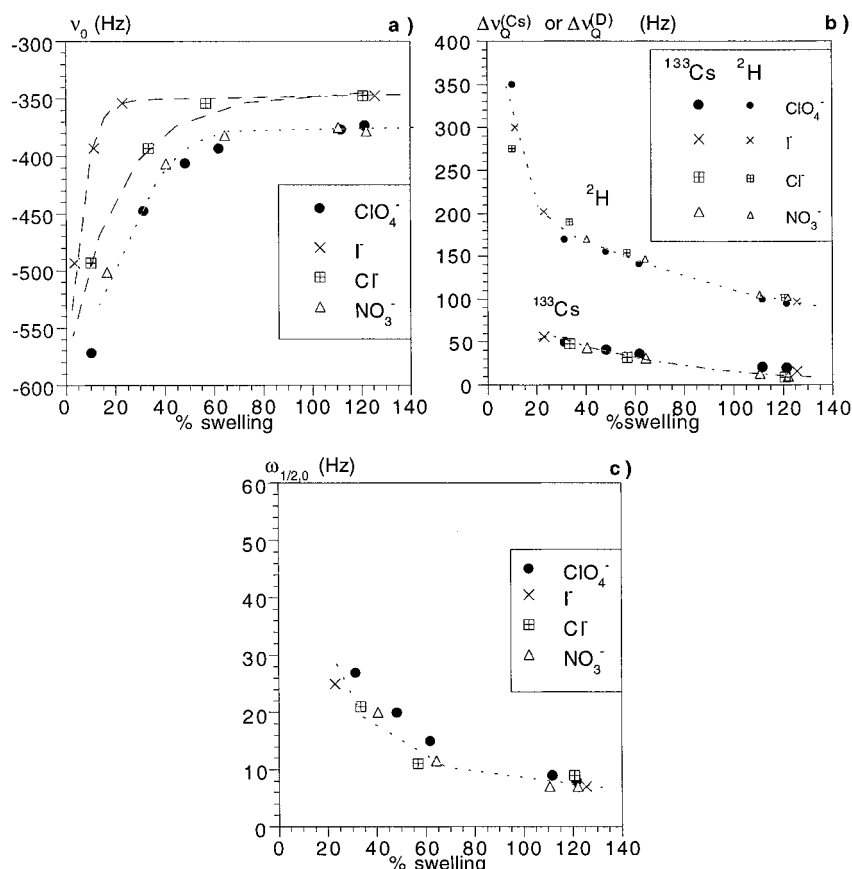 ν₀ (Hz) a )
-300
-350
-400
-450
-500
-550
-600
0 20 40 60 80 100 120 140
% swelling
ClO₄⁻
I⁻
Cl⁻
NO₃⁻
Δν_Q^(Cs) or Δν_Q^(D) (Hz) b )
400
350
300
250
200
150
100
50
0
0 20 40 60 80 100 120 140
%swelling
¹³³Cs ²H
ClO₄⁻
I⁻
Cl⁻
NO₃⁻
²H
¹³³Cs
ω₁/₂,₀ (Hz) c )
60
50
40
30
20
10
0
0 20 40 60 80 100 120 140
% swelling
ClO₄⁻
I⁻
Cl⁻
NO₃⁻